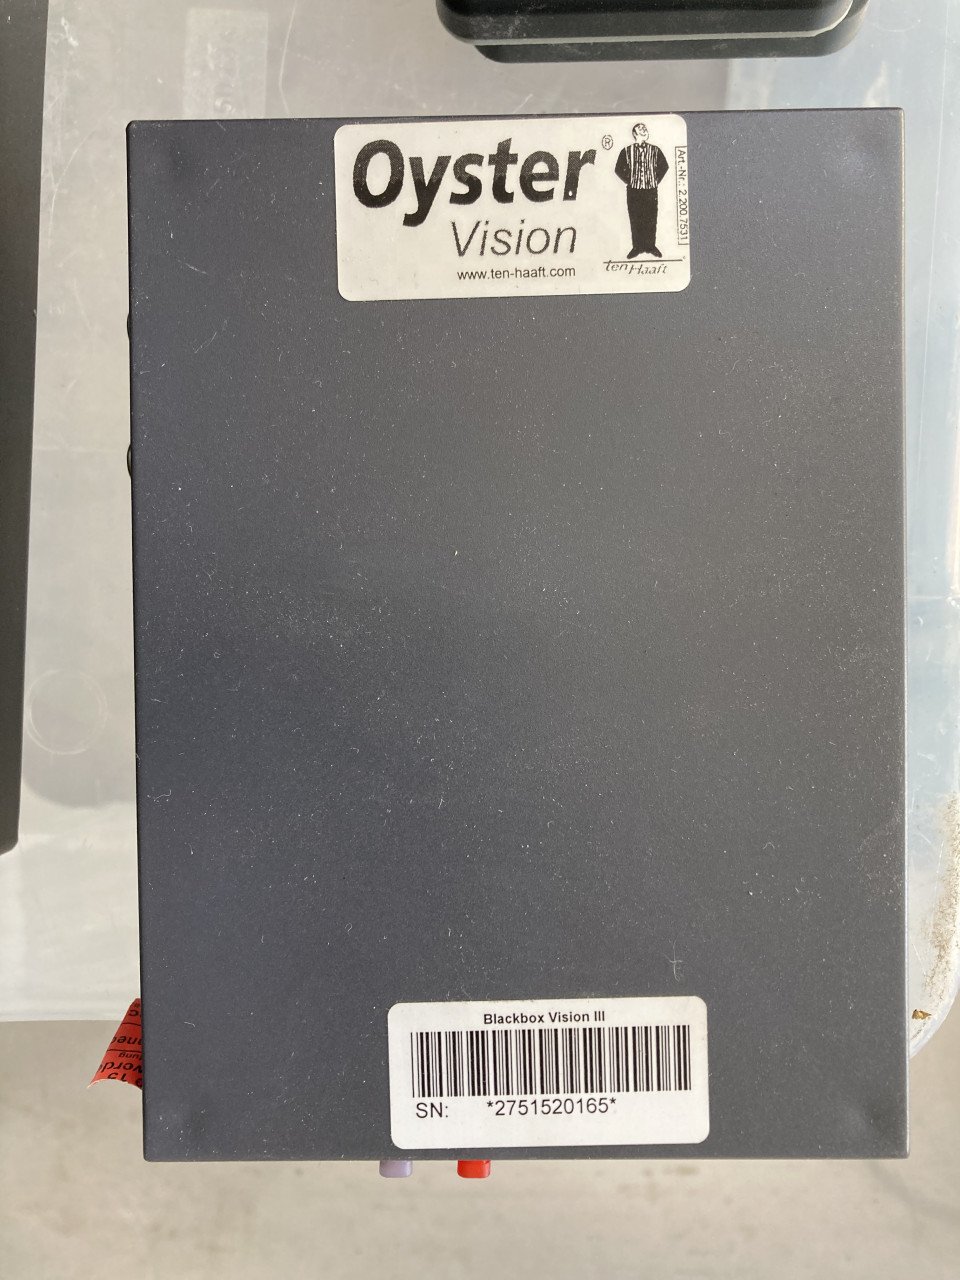 Oyster®
Vision
www.ten-haaft.com
Art.-Nr.: 2.200.7531
ten Haaft
Blackbox Vision III
SN: *2751520165*